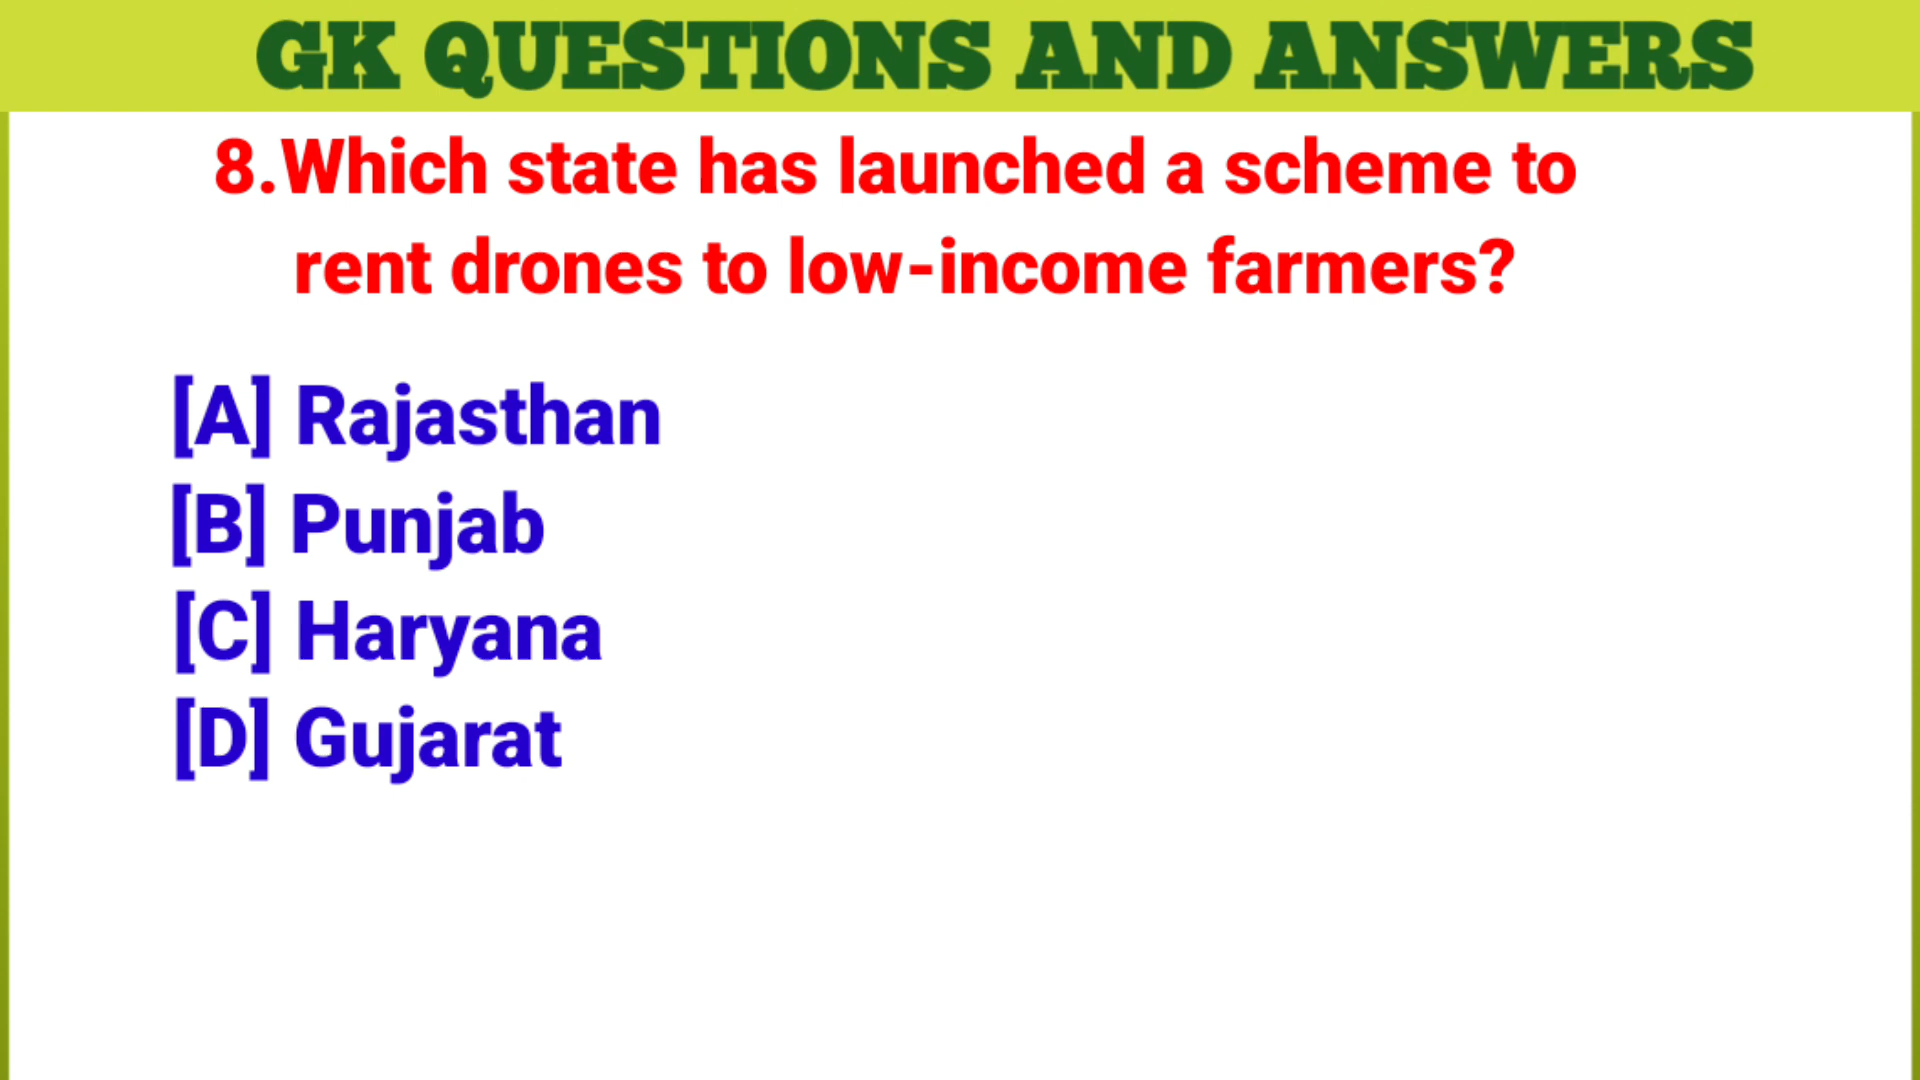 GK QUESTIONS AND ANSWERS
8.Which state has launched a scheme to
rent drones to low-income farmers?
[A] Rajasthan
[B] Punjab
[C] Haryana
[D] Gujarat